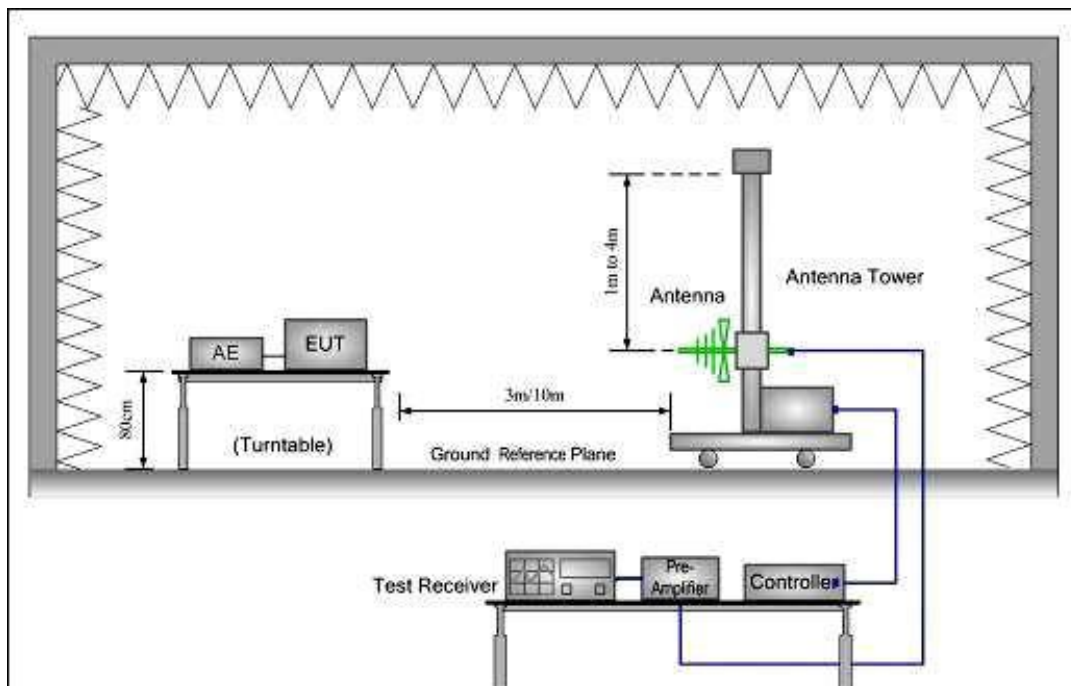 1m to 4m
Antenna Tower
Antenna
AE
EUT
3m/10m
80cm
(Turntable)
Ground Reference Plane
Test Receiver
Pre-
Amplifier
Controlle